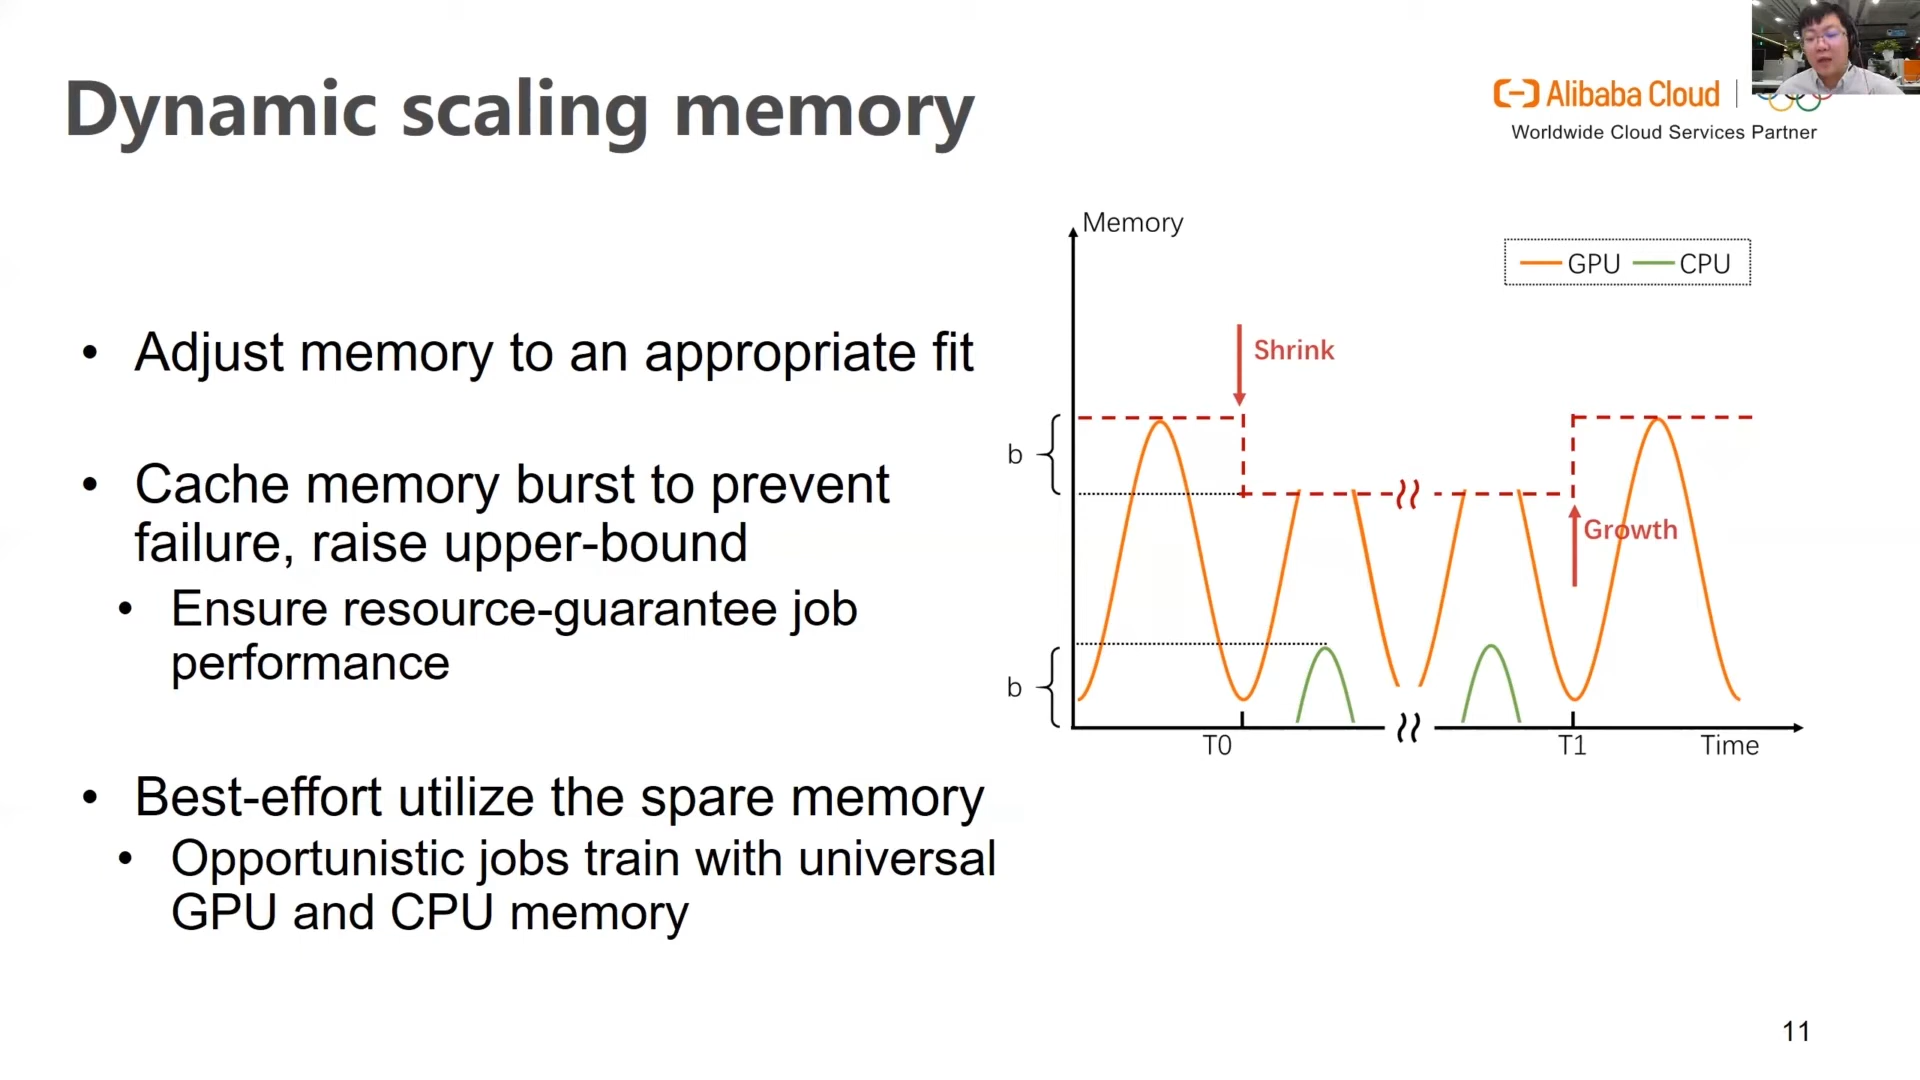 Dynamic scaling memory
Alibaba Cloud
Worldwide Cloud Services Partner
• Adjust memory to an appropriate fit
• Cache memory burst to prevent
failure, raise upper-bound
• Ensure resource-guarantee job
performance
• Best-effort utilize the spare memory
• Opportunistic jobs train with universal
GPU and CPU memory
Memory
GPU CPU
Shrink
b
Growth
b
T0 T1 Time
11